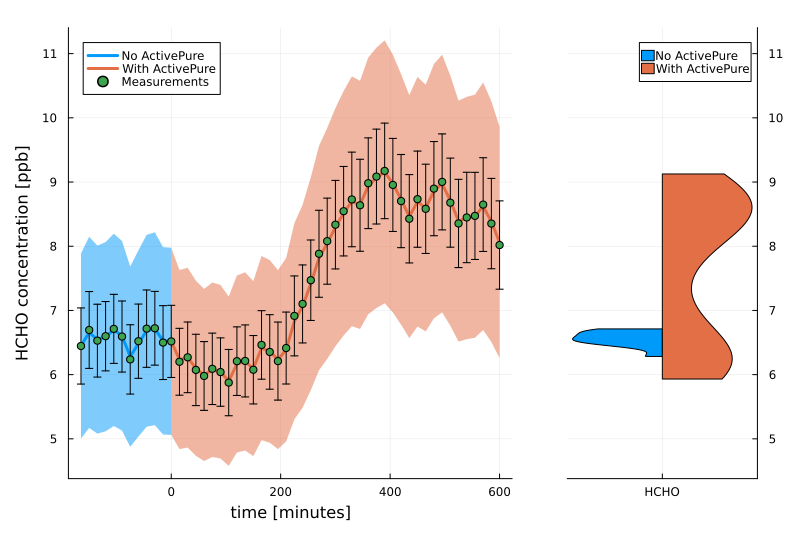 No ActivePure
With ActivePure
Measurements
11
10
9
8
7
6
5
HCHO concentration [ppb]
0
200
400
600
time [minutes]
No ActivePure
With ActivePure
11
10
9
8
7
6
5
HCHO